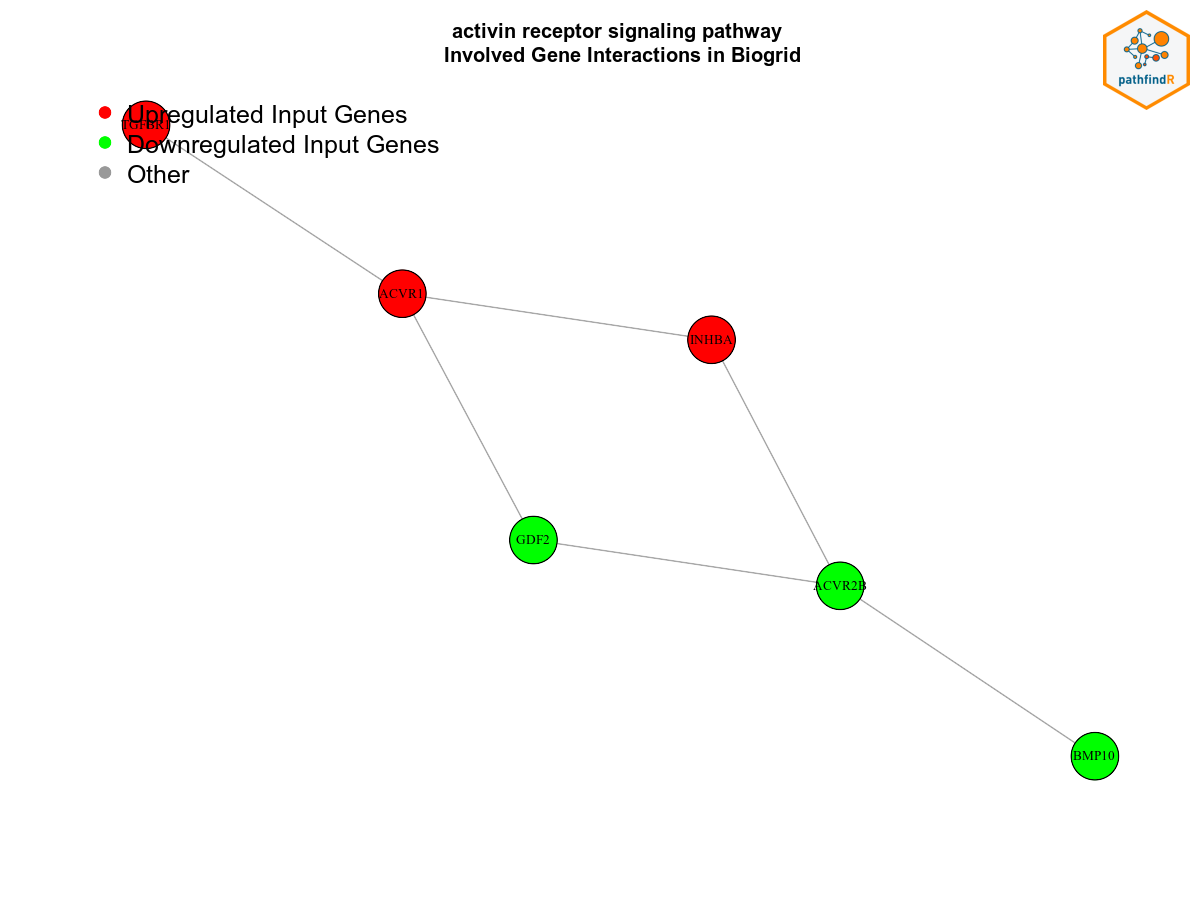 activin receptor signaling pathway
Involved Gene Interactions in Biogrid
pathfindR
Upregulated Input Genes
TGFBR1
Downregulated Input Genes
Other
ACVR1
INHBA
GDF2
ACVR2B
BMP10